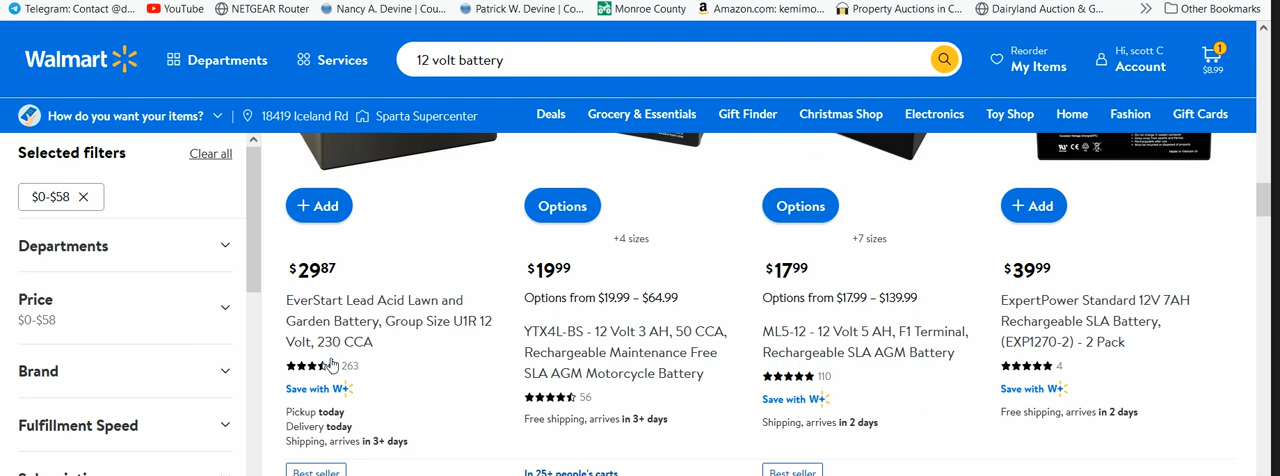 Telegram: Contact @d... YouTube NETGEAR Router Nancy A. Devine | Cou... Patrick W. Devine | Co... Monroe County Amazon.com: kemimo... Property Auctions in C... Dairyland Auction & G... Other Bookmarks
Walmart Departments Services 12 volt battery Reorder My Items Hi, scott C Account 1 $8.99
How do you want your items? 18419 Iceland Rd Sparta Supercenter Deals Grocery & Essentials Gift Finder Christmas Shop Electronics Toy Shop Home Fashion Gift Cards
Selected filters Clear all
$0-$58
Departments
Price
$0-$58
Brand
Fulfillment Speed
+ Add
$29 87
EverStart Lead Acid Lawn and
Garden Battery, Group Size U1R 12
Volt, 230 CCA
263
Save with W+
Pickup today
Delivery today
Shipping, arrives in 3+ days
Best seller
Options
+4 sizes
$19 99
Options from $19.99 – $64.99
YTX4L-BS - 12 Volt 3 AH, 50 CCA,
Rechargeable Maintenance Free
SLA AGM Motorcycle Battery
56
Free shipping, arrives in 3+ days
In 25+ people's carts
Options
+7 sizes
$17 99
Options from $17.99 – $139.99
ML5-12 - 12 Volt 5 AH, F1 Terminal,
Rechargeable SLA AGM Battery
110
Save with W+
Shipping, arrives in 2 days
Best seller
+ Add
$39 99
ExpertPower Standard 12V 7AH
Rechargeable SLA Battery,
(EXP1270-2) - 2 Pack
4
Save with W+
Free shipping, arrives in 2 days